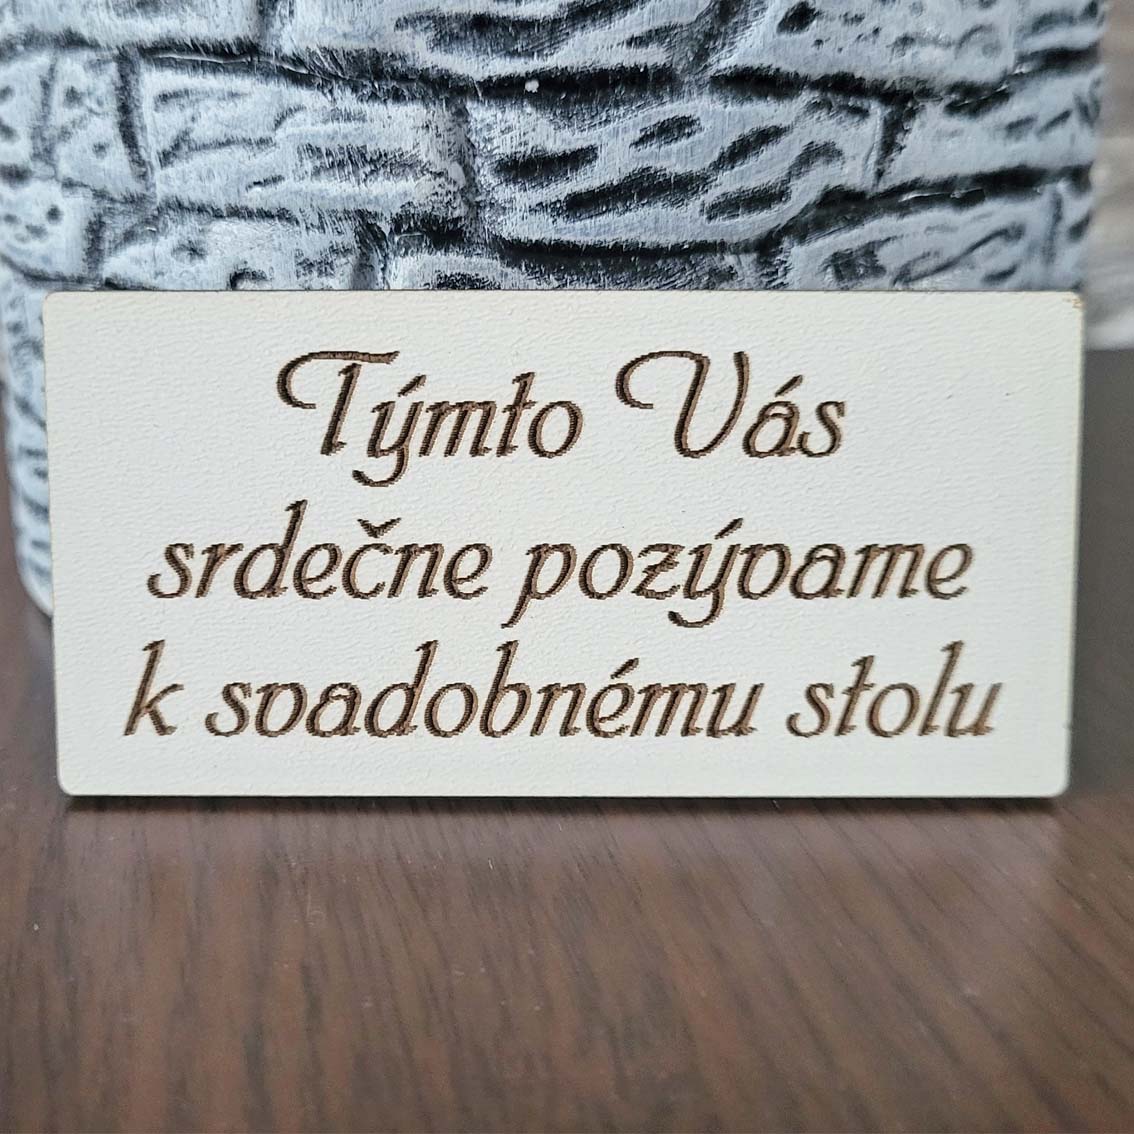 Týmto Vás
srdečne pozývame
k svadobnému stolu